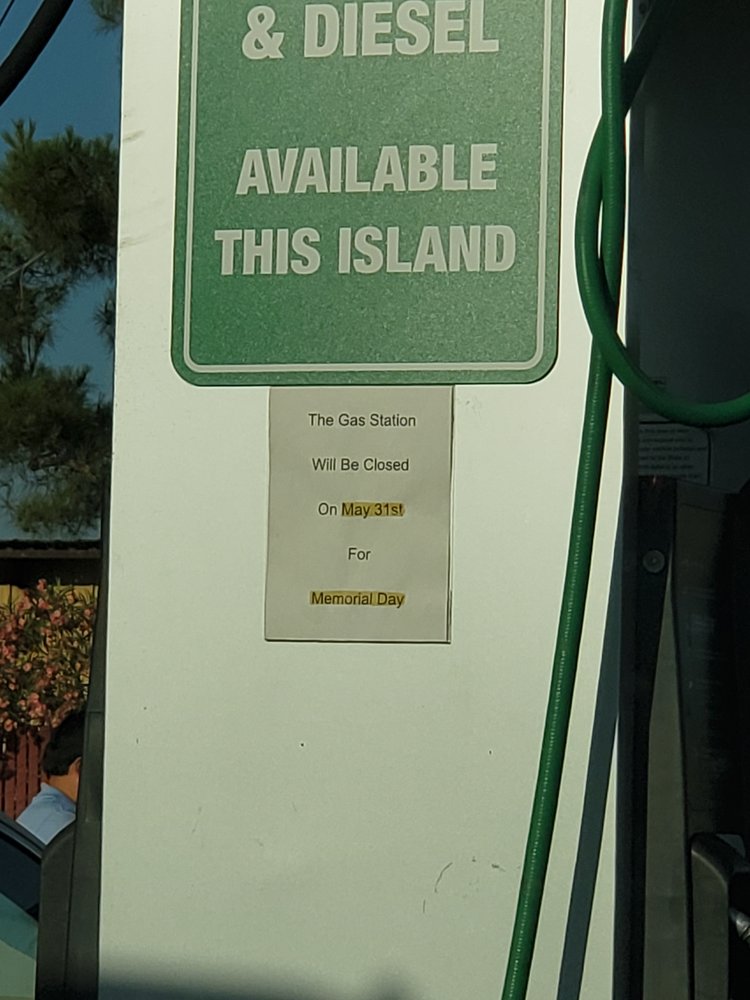 & DIESEL
AVAILABLE
THIS ISLAND
The Gas Station
Will Be Closed
On May 31st
For
Memorial Day